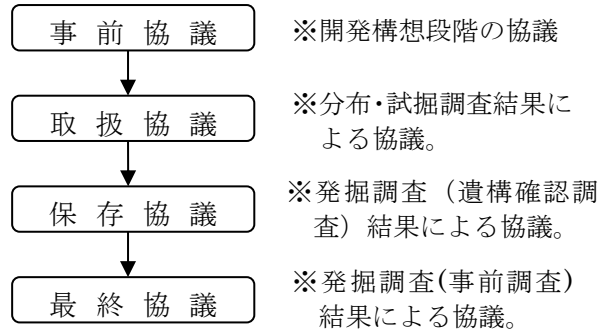 事前協議
※開発構想段階の協議
取扱協議
※分布・試掘調査結果に
よる協議。
保存協議
※発掘調査（遺構確認調
査）結果による協議。
最終協議
※発掘調査(事前調査)
結果による協議。